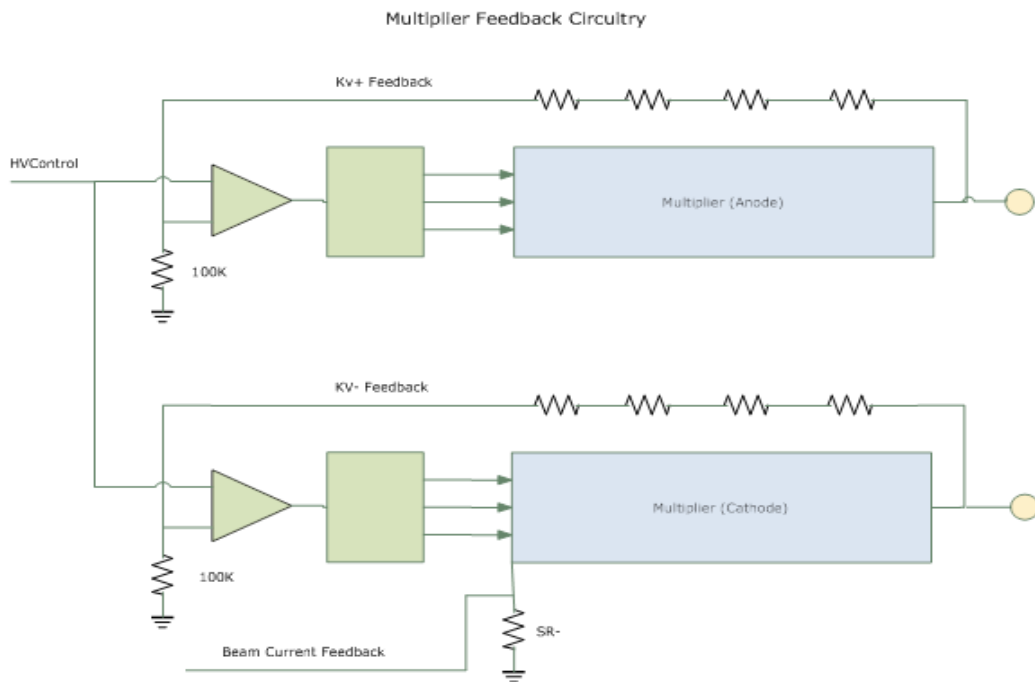 Multiplier Feedback Circuitry
Kv+ Feedback
HVControl
Multiplier (Anode)
100K
KV- Feedback
Multiplier (Cathode)
100K
SR-
Beam Current Feedback